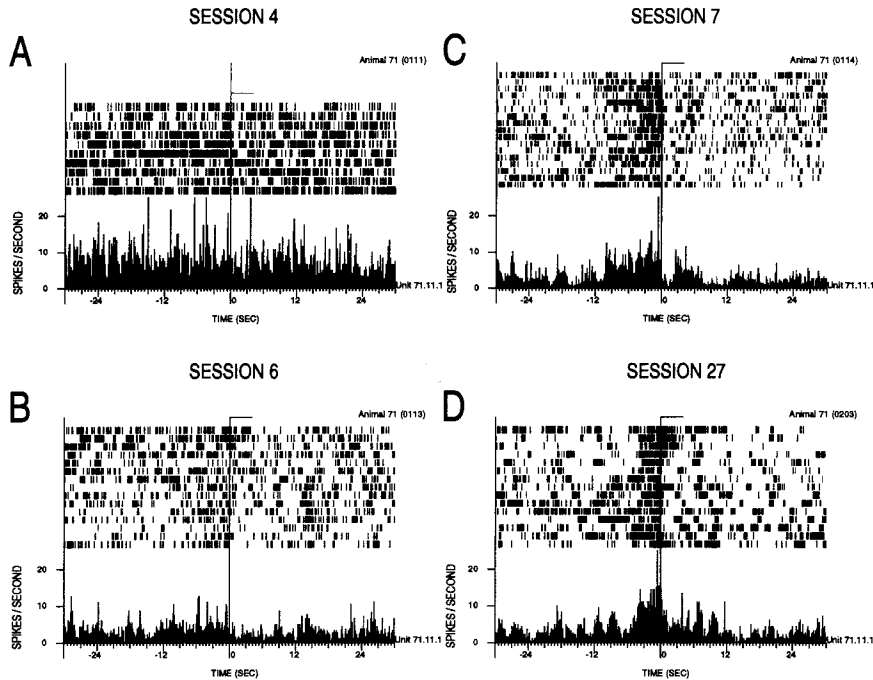 SESSION 4
A
Animal 71 (0111)
SPIKES / SECOND
20
10
0
-24
-12
0
12
24
Unit 71.11.1
TIME (SEC)
SESSION 7
C
Animal 71 (0114)
SPIKES / SECOND
20
10
0
-24
-12
0
12
24
Unit 71.11.1
TIME (SEC)
SESSION 6
B
Animal 71 (0113)
SPIKES / SECOND
20
10
0
-24
-12
0
12
24
Unit 71.11.1
TIME (SEC)
SESSION 27
D
Animal 71 (0203)
SPIKES / SECOND
20
10
0
-24
-12
0
12
24
Unit 71.11.1
TIME (SEC)